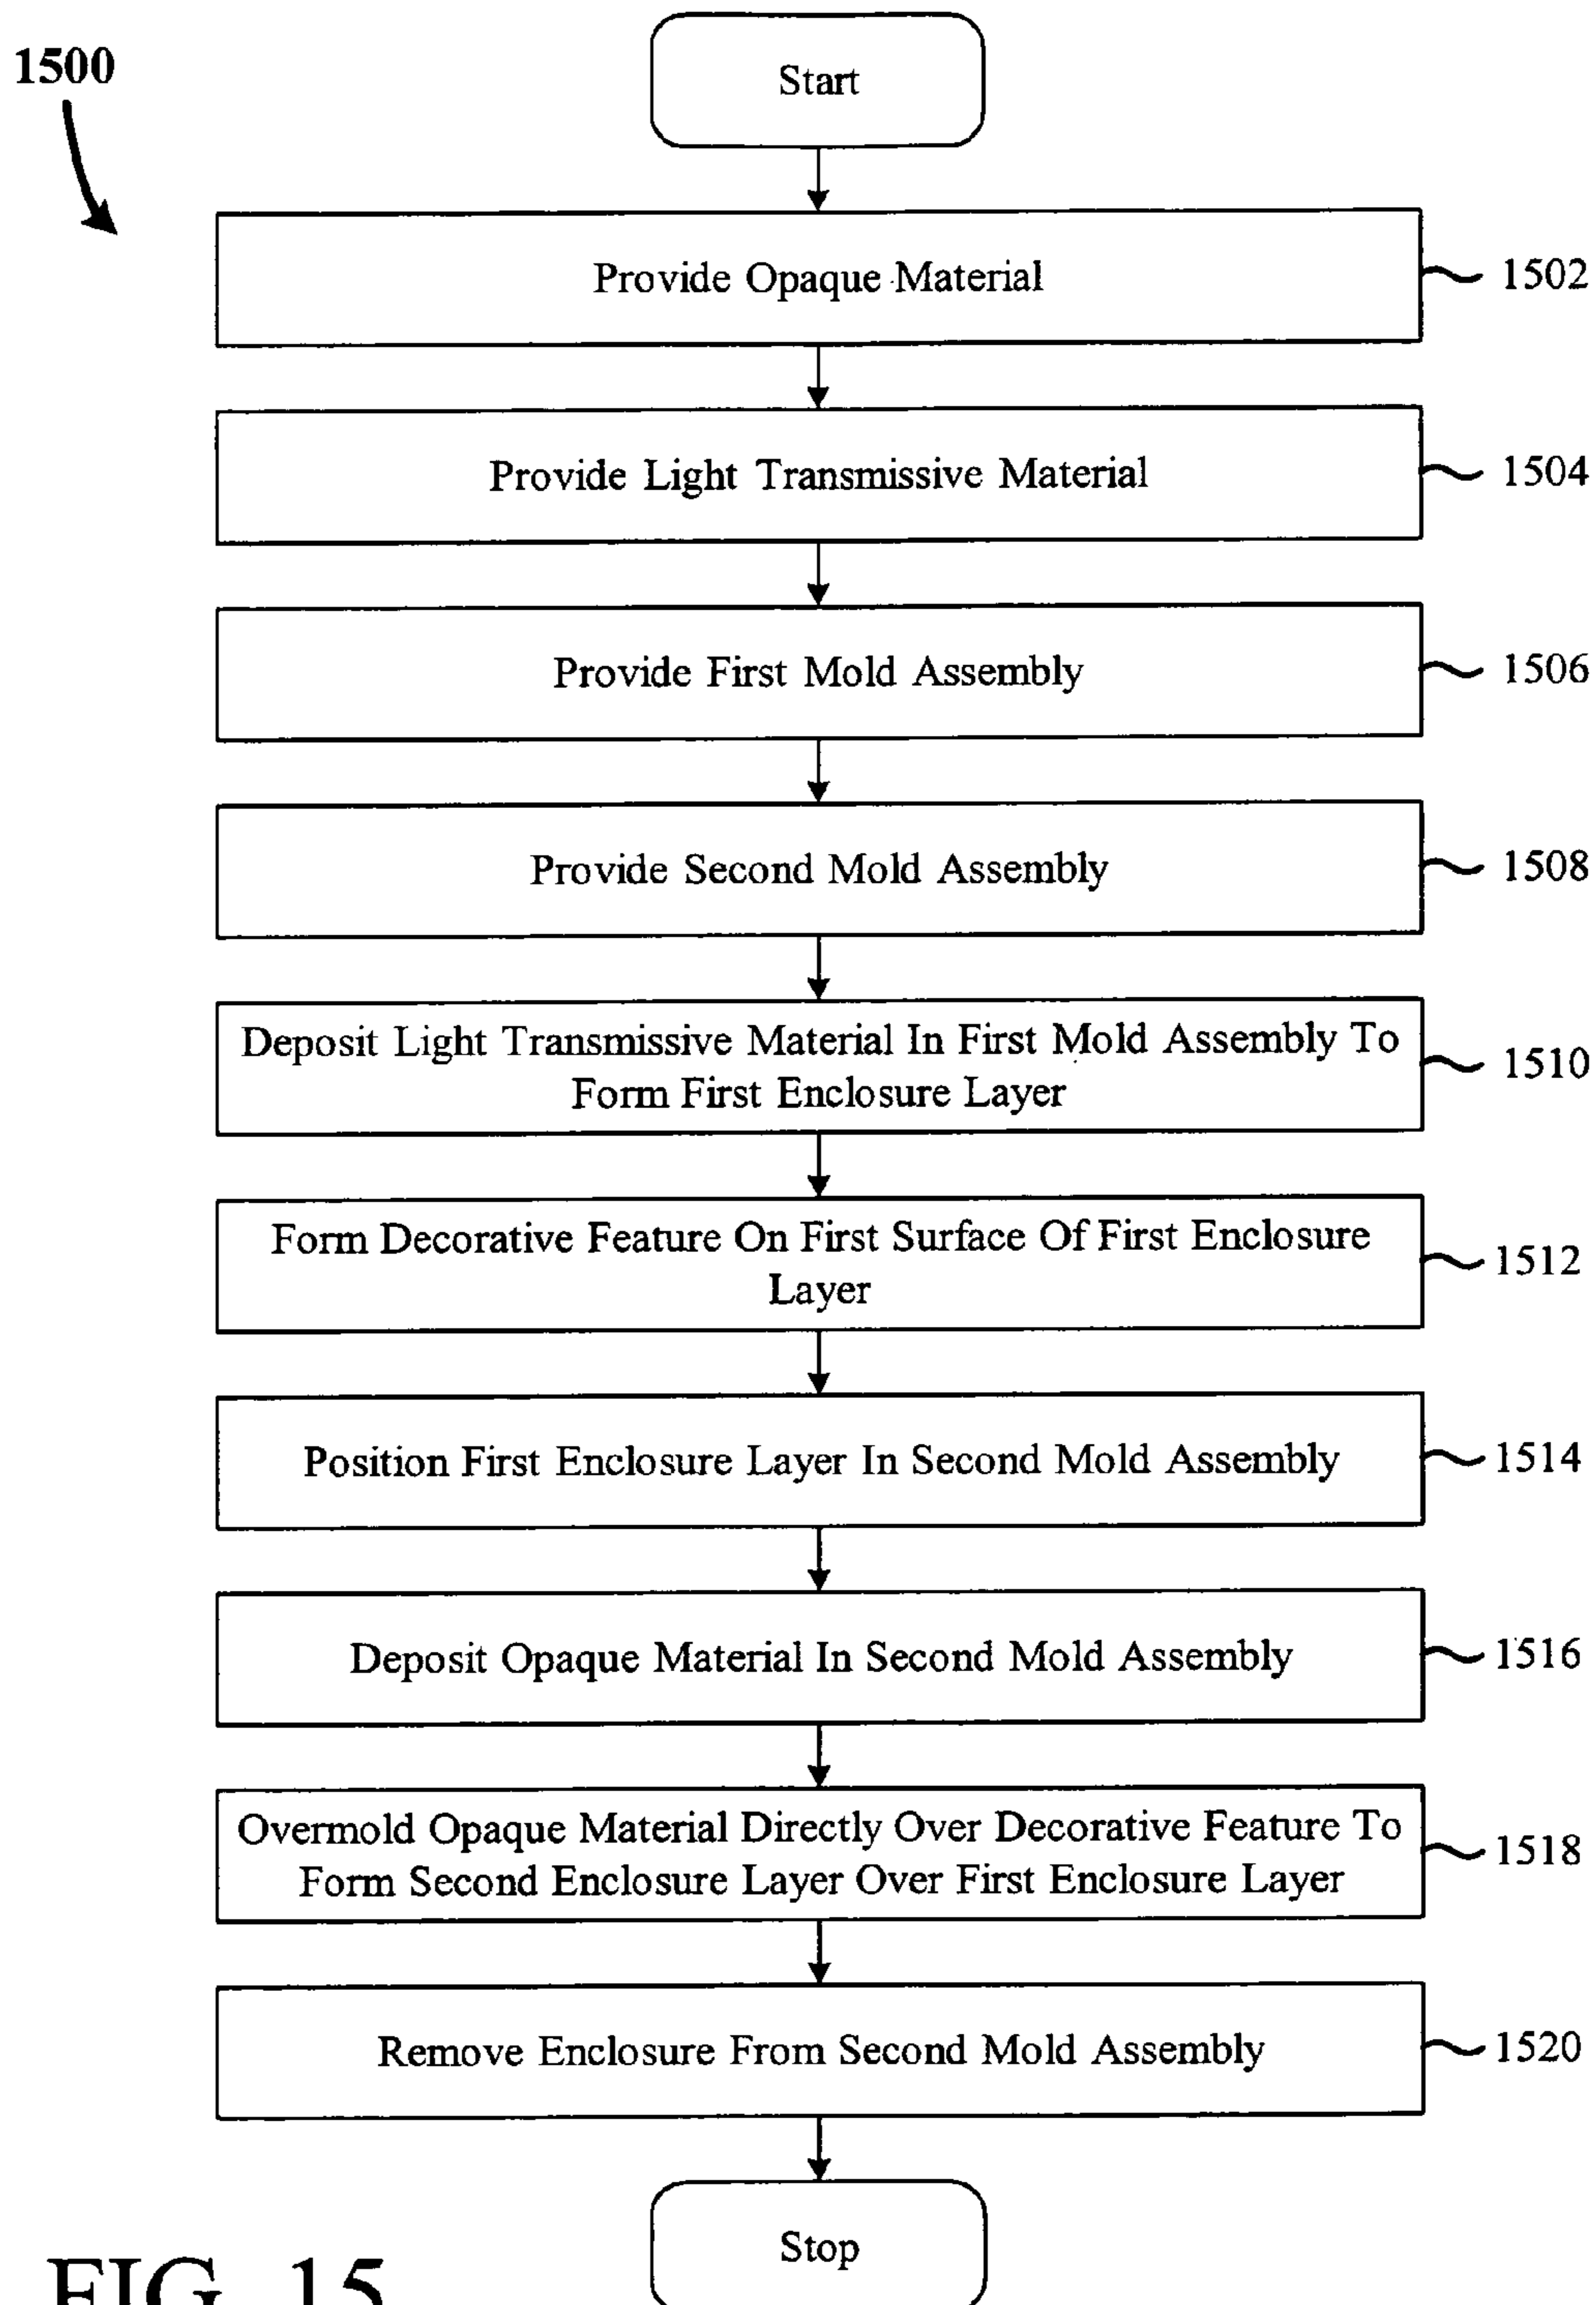 1500
Start
Provide Opaque Material
1502
Provide Light Transmissive Material
1504
Provide First Mold Assembly
1506
Provide Second Mold Assembly
1508
Deposit Light Transmissive Material In First Mold Assembly To
Form First Enclosure Layer
1510
Form Decorative Feature On First Surface Of First Enclosure
Layer
1512
Position First Enclosure Layer In Second Mold Assembly
1514
Deposit Opaque Material In Second Mold Assembly
1516
Overmold Opaque Material Directly Over Decorative Feature To
Form Second Enclosure Layer Over First Enclosure Layer
1518
Remove Enclosure From Second Mold Assembly
1520
Stop
FIG. 15